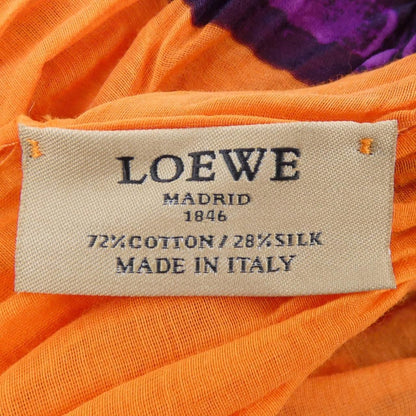 LOEWE
MADRID
1846
72%COTTON/28%SILK
MADE IN ITALY